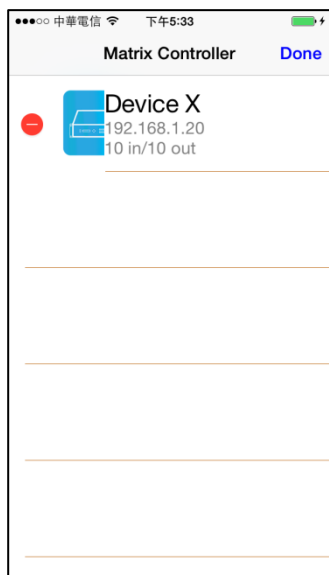 中華電信 下午5:33
Matrix Controller Done
Device X
192.168.1.20
10 in/10 out